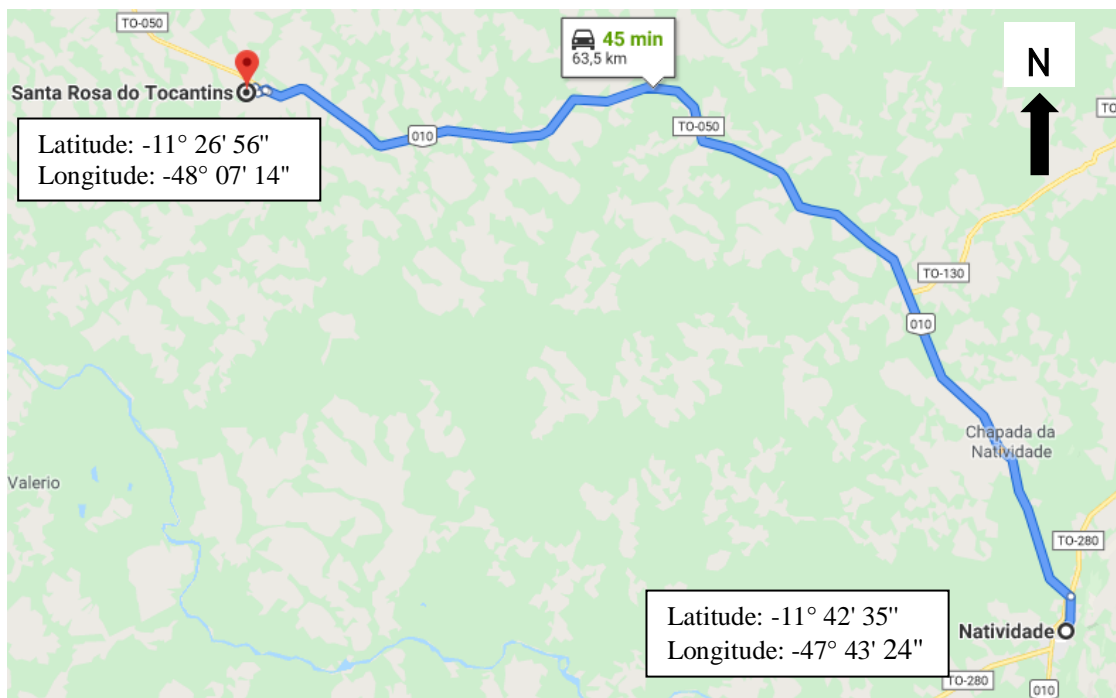 TO-050
45 min
63,5 km
N
Santa Rosa do Tocantins
TO
Latitude: -11° 26' 56"
Longitude: -48° 07' 14"
010
TO-050
TO-130
010
Chapada da
Natividade
Valerio
TO-280
Latitude: -11° 42' 35"
Longitude: -47° 43' 24"
Natividade
TO-280
010